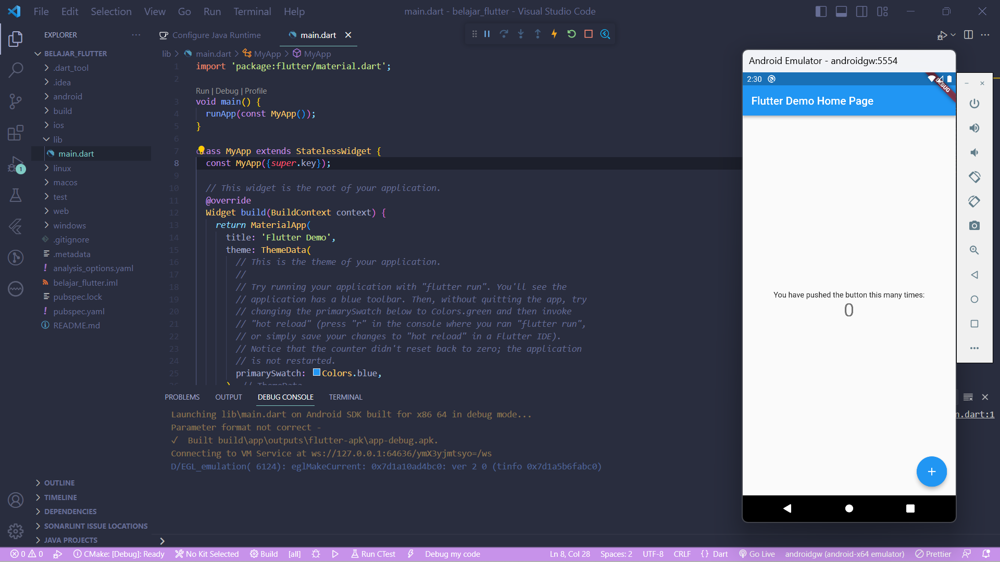 File Edit Selection View Go Run Terminal Help
main.dart - belajar_flutter - Visual Studio Code
EXPLORER
BELAJAR_FLUTTER
.dart_tool
.idea
android
build
ios
lib
main.dart
linux
macos
test
web
windows
.gitignore
.metadata
analysis_options.yaml
belajar_flutter.iml
pubspec.lock
pubspec.yaml
README.md
OUTLINE
TIMELINE
DEPENDENCIES
SONARLINT ISSUE LOCATIONS
JAVA PROJECTS
1
Configure Java Runtime
main.dart
lib > main.dart > MyApp > MyApp
1 import 'package:flutter/material.dart';
2
Run | Debug | Profile
3 void main() {
4 runApp(const MyApp());
5 }
6
7 ass MyApp extends StatelessWidget {
8 const MyApp({super.key});
9
10 // This widget is the root of your application.
11 @override
12 Widget build(BuildContext context) {
13 return MaterialApp(
14 title: 'Flutter Demo',
15 theme: ThemeData(
16 // This is the theme of your application.
17 //
18 // Try running your application with "flutter run". You'll see the
19 // application has a blue toolbar. Then, without quitting the app, try
20 // changing the primarySwatch below to Colors.green and then invoke
21 // "hot reload" (press "r" in the console where you ran "flutter run",
22 // or simply save your changes to "hot reload" in a Flutter IDE).
23 // Notice that the counter didn't reset back to zero; the application
24 // is not restarted.
25 primarySwatch: Colors.blue,
26 ), // ThemeData
PROBLEMS OUTPUT DEBUG CONSOLE TERMINAL
Launching lib\main.dart on Android SDK built for x86 64 in debug mode...
n.dart:1
Parameter format not correct -
✓ Built build\app\outputs\flutter-apk\app-debug.apk.
Connecting to VM Service at ws://127.0.0.1:64636/ymX3yjmtsyo=/ws
D/EGL_emulation( 6124): eglMakeCurrent: 0x7d1a10ad4bc0: ver 2 0 (tinfo 0x7d1a5b6fabc0)
Android Emulator - androidgw:5554
2:30
DEBUG
Flutter Demo Home Page
You have pushed the button this many times:
0
0 0 CMake: [Debug]: Ready No Kit Selected Build [all] Run CTest Debug my code Ln 8, Col 28 Spaces: 2 UTF-8 CRLF {} Dart Go Live androidgw (android-x64 emulator) Prettier